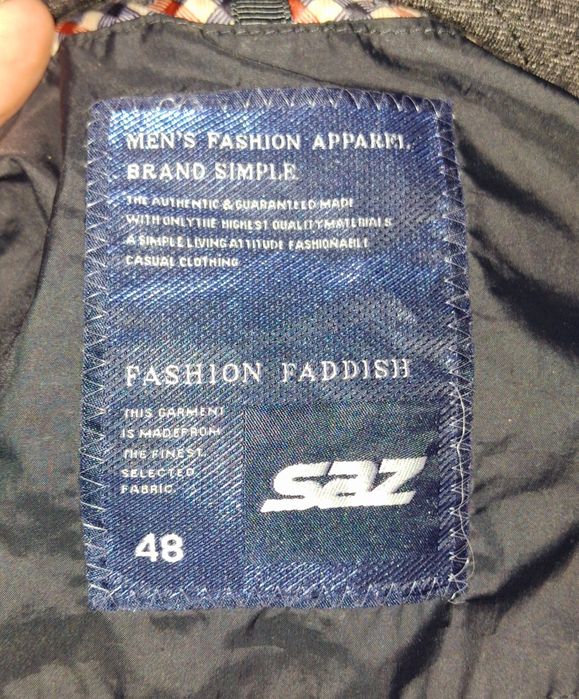 MEN'S FASHION APPAREL
BRAND SIMPLE
THE AUTHENTIC & GUARANTEED MADE
WITH ONLYTHE HIGHEST QUALITYMATERIALS
A SIMPLE LIVING ATTITUDE FASHIONABLE
CASUAL CLOTHING
FASHION FADDISH
THIS GARMENT
IS MADEFROM
THE FINEST.
SELECTED
FABRIC.
saz
48